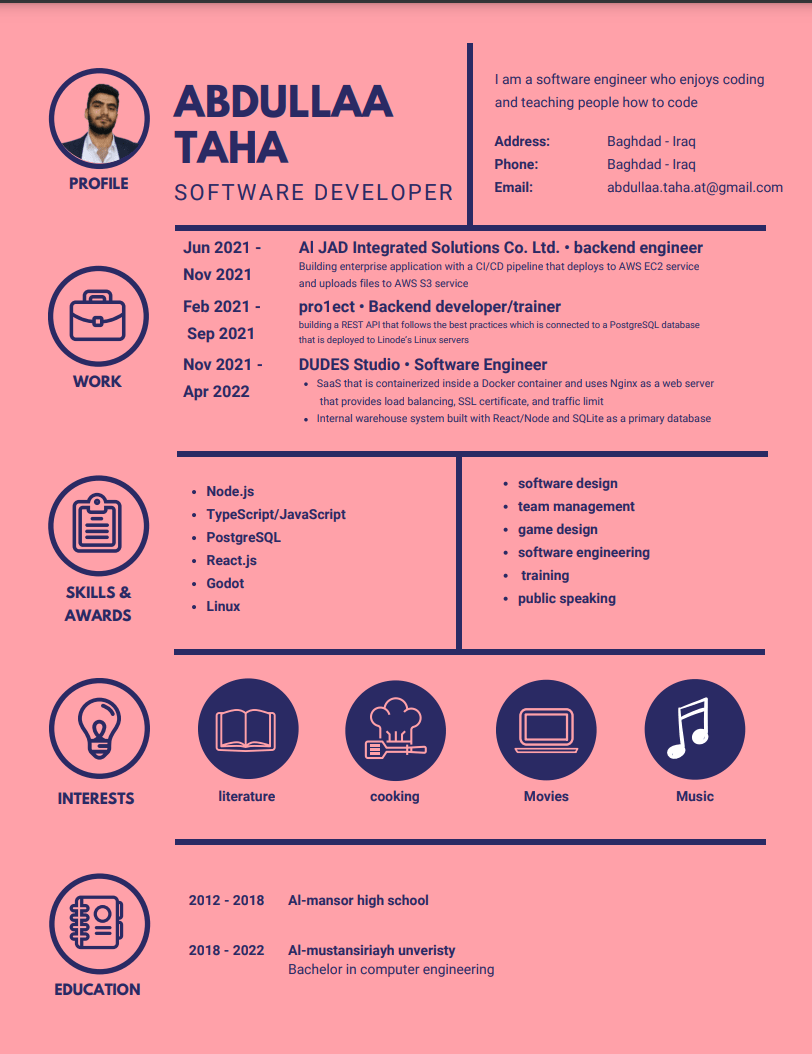 PROFILE
ABDULLAA
TAHA
SOFTWARE DEVELOPER
I am a software engineer who enjoys coding
and teaching people how to code
Address: Baghdad - Iraq
Phone: Baghdad - Iraq
Email: abdullaa.taha.at@gmail.com
WORK
Jun 2021 -
Nov 2021
Al JAD Integrated Solutions Co. Ltd. • backend engineer
Building enterprise application with a CI/CD pipeline that deploys to AWS EC2 service
and uploads files to AWS S3 service
Feb 2021 -
Sep 2021
pro1ect • Backend developer/trainer
building a REST API that follows the best practices which is connected to a PostgreSQL database
that is deployed to Linode's Linux servers
Nov 2021 -
Apr 2022
DUDES Studio • Software Engineer
• SaaS that is containerized inside a Docker container and uses Nginx as a web server
that provides load balancing, SSL certificate, and traffic limit
• Internal warehouse system built with React/Node and SQLite as a primary database
SKILLS &
AWARDS
• Node.js
• TypeScript/JavaScript
• PostgreSQL
• React.js
• Godot
• Linux
• software design
• team management
• game design
• software engineering
• training
• public speaking
INTERESTS
literature
cooking
Movies
Music
EDUCATION
2012 - 2018 Al-mansor high school
2018 - 2022 Al-mustansiriayh unveristy
Bachelor in computer engineering